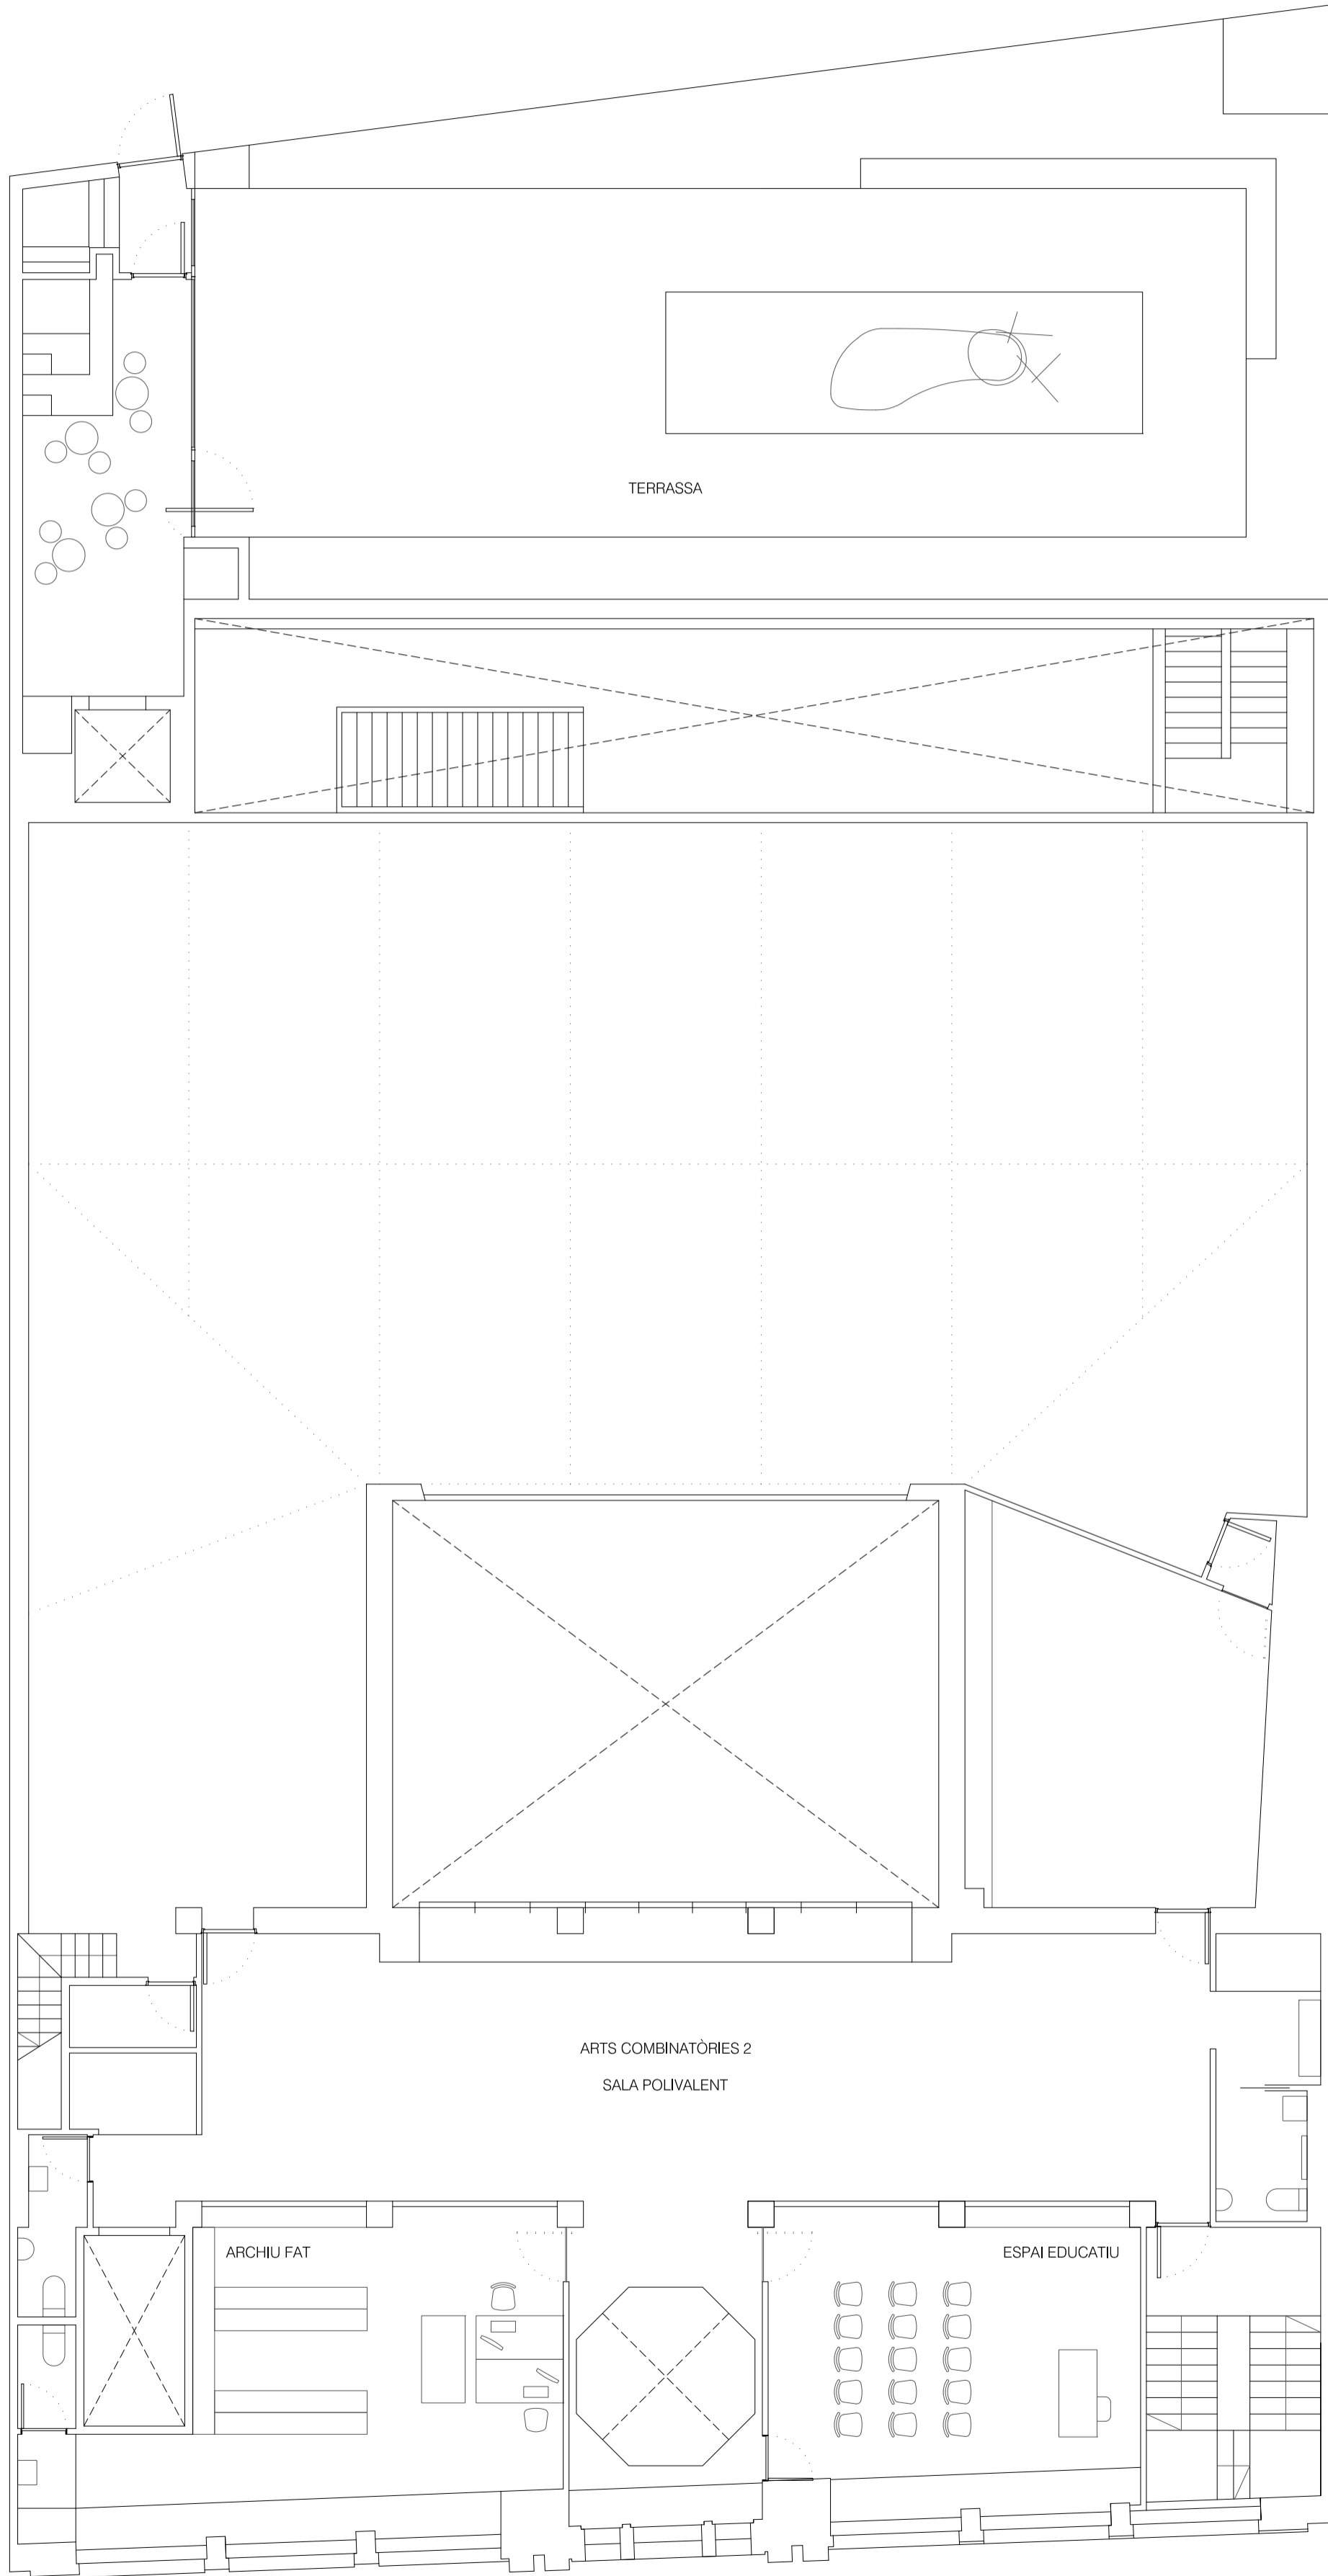 TERRASSA
ARTS COMBINATÒRIES 2
SALA POLIVALENT
ARCHIU FAT
ESPAI EDUCATIU